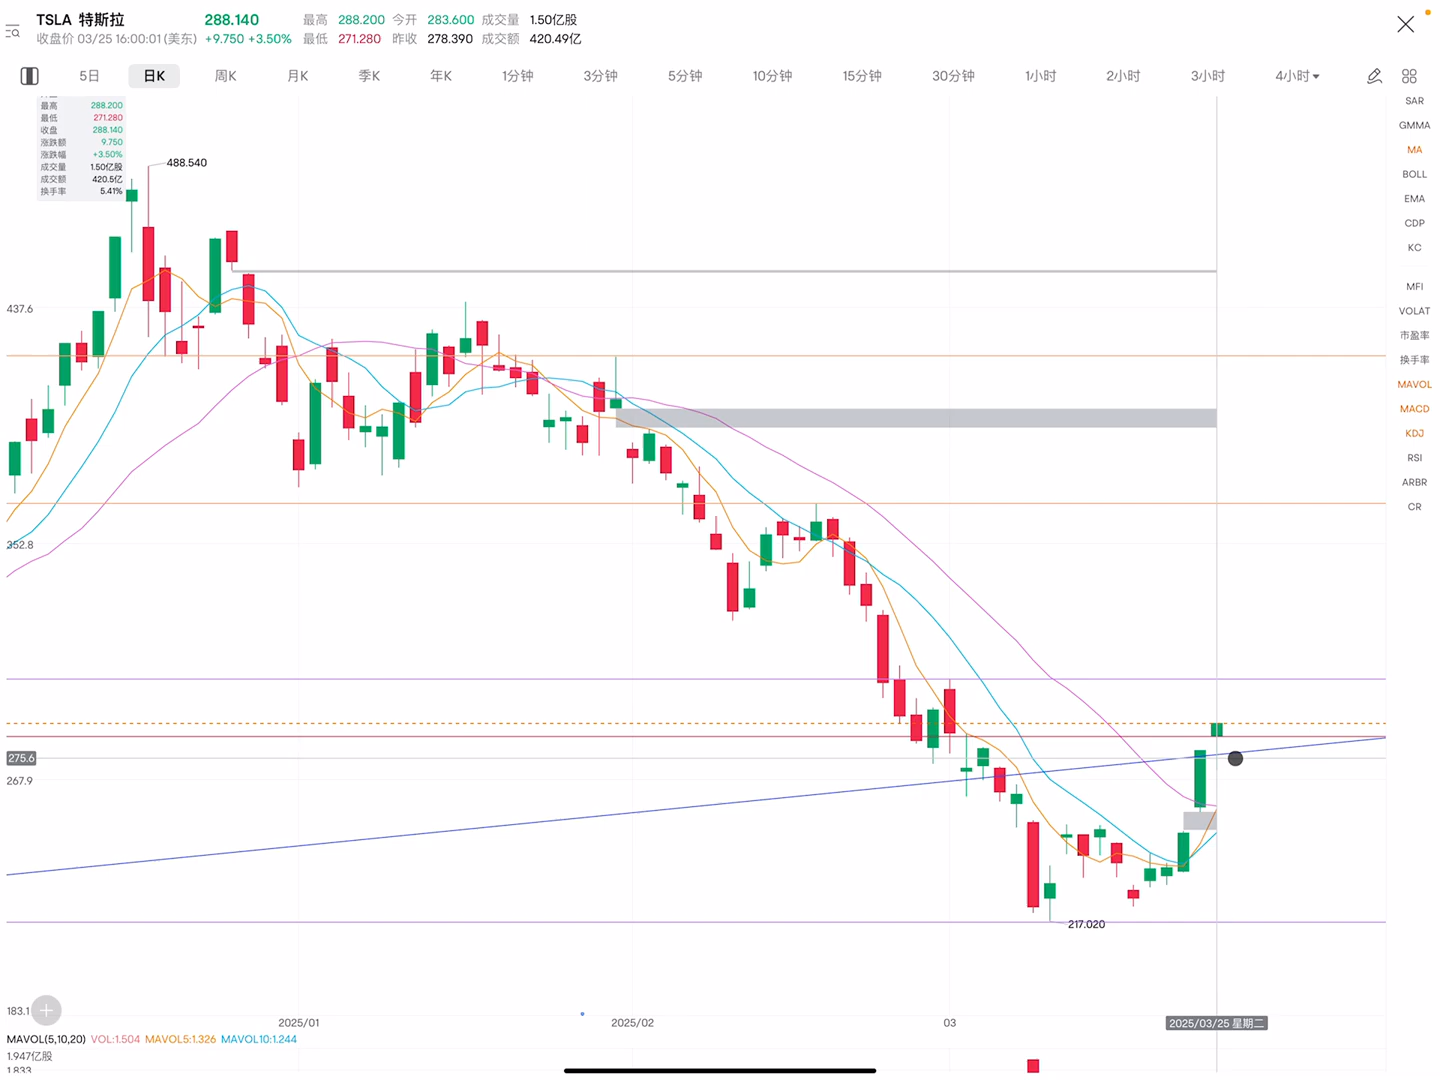 TSLA 特斯拉 288.140 最高 288.200 今开 283.600 成交量 1.50亿股
收盘价 03/25 16:00:01 (美东) +9.750 +3.50% 最低 271.280 昨收 278.390 成交额 420.49亿
5日 日K 周K 月K 季K 年K 1分钟 3分钟 5分钟 10分钟 15分钟 30分钟 1小时 2小时 3小时 4小时
最高 288.200
最低 271.280
收盘 288.140
涨跌额 9.750
涨跌幅 +3.50%
成交量 1.50亿股
成交额 420.5亿
换手率 5.41%
488.540
437.6
352.8
275.6
267.9
217.020
183.1
SAR
GMMA
MA
BOLL
EMA
CDP
KC
MFI
VOLAT
市盈率
换手率
MAVOL
MACD
KDJ
RSI
ARBR
CR
2025/01 2025/02 03 2025/03/25 星期二
MAVOL(5,10,20) VOL:1.504 MAVOL5:1.326 MAVOL10:1.244
1.947亿股
1.833